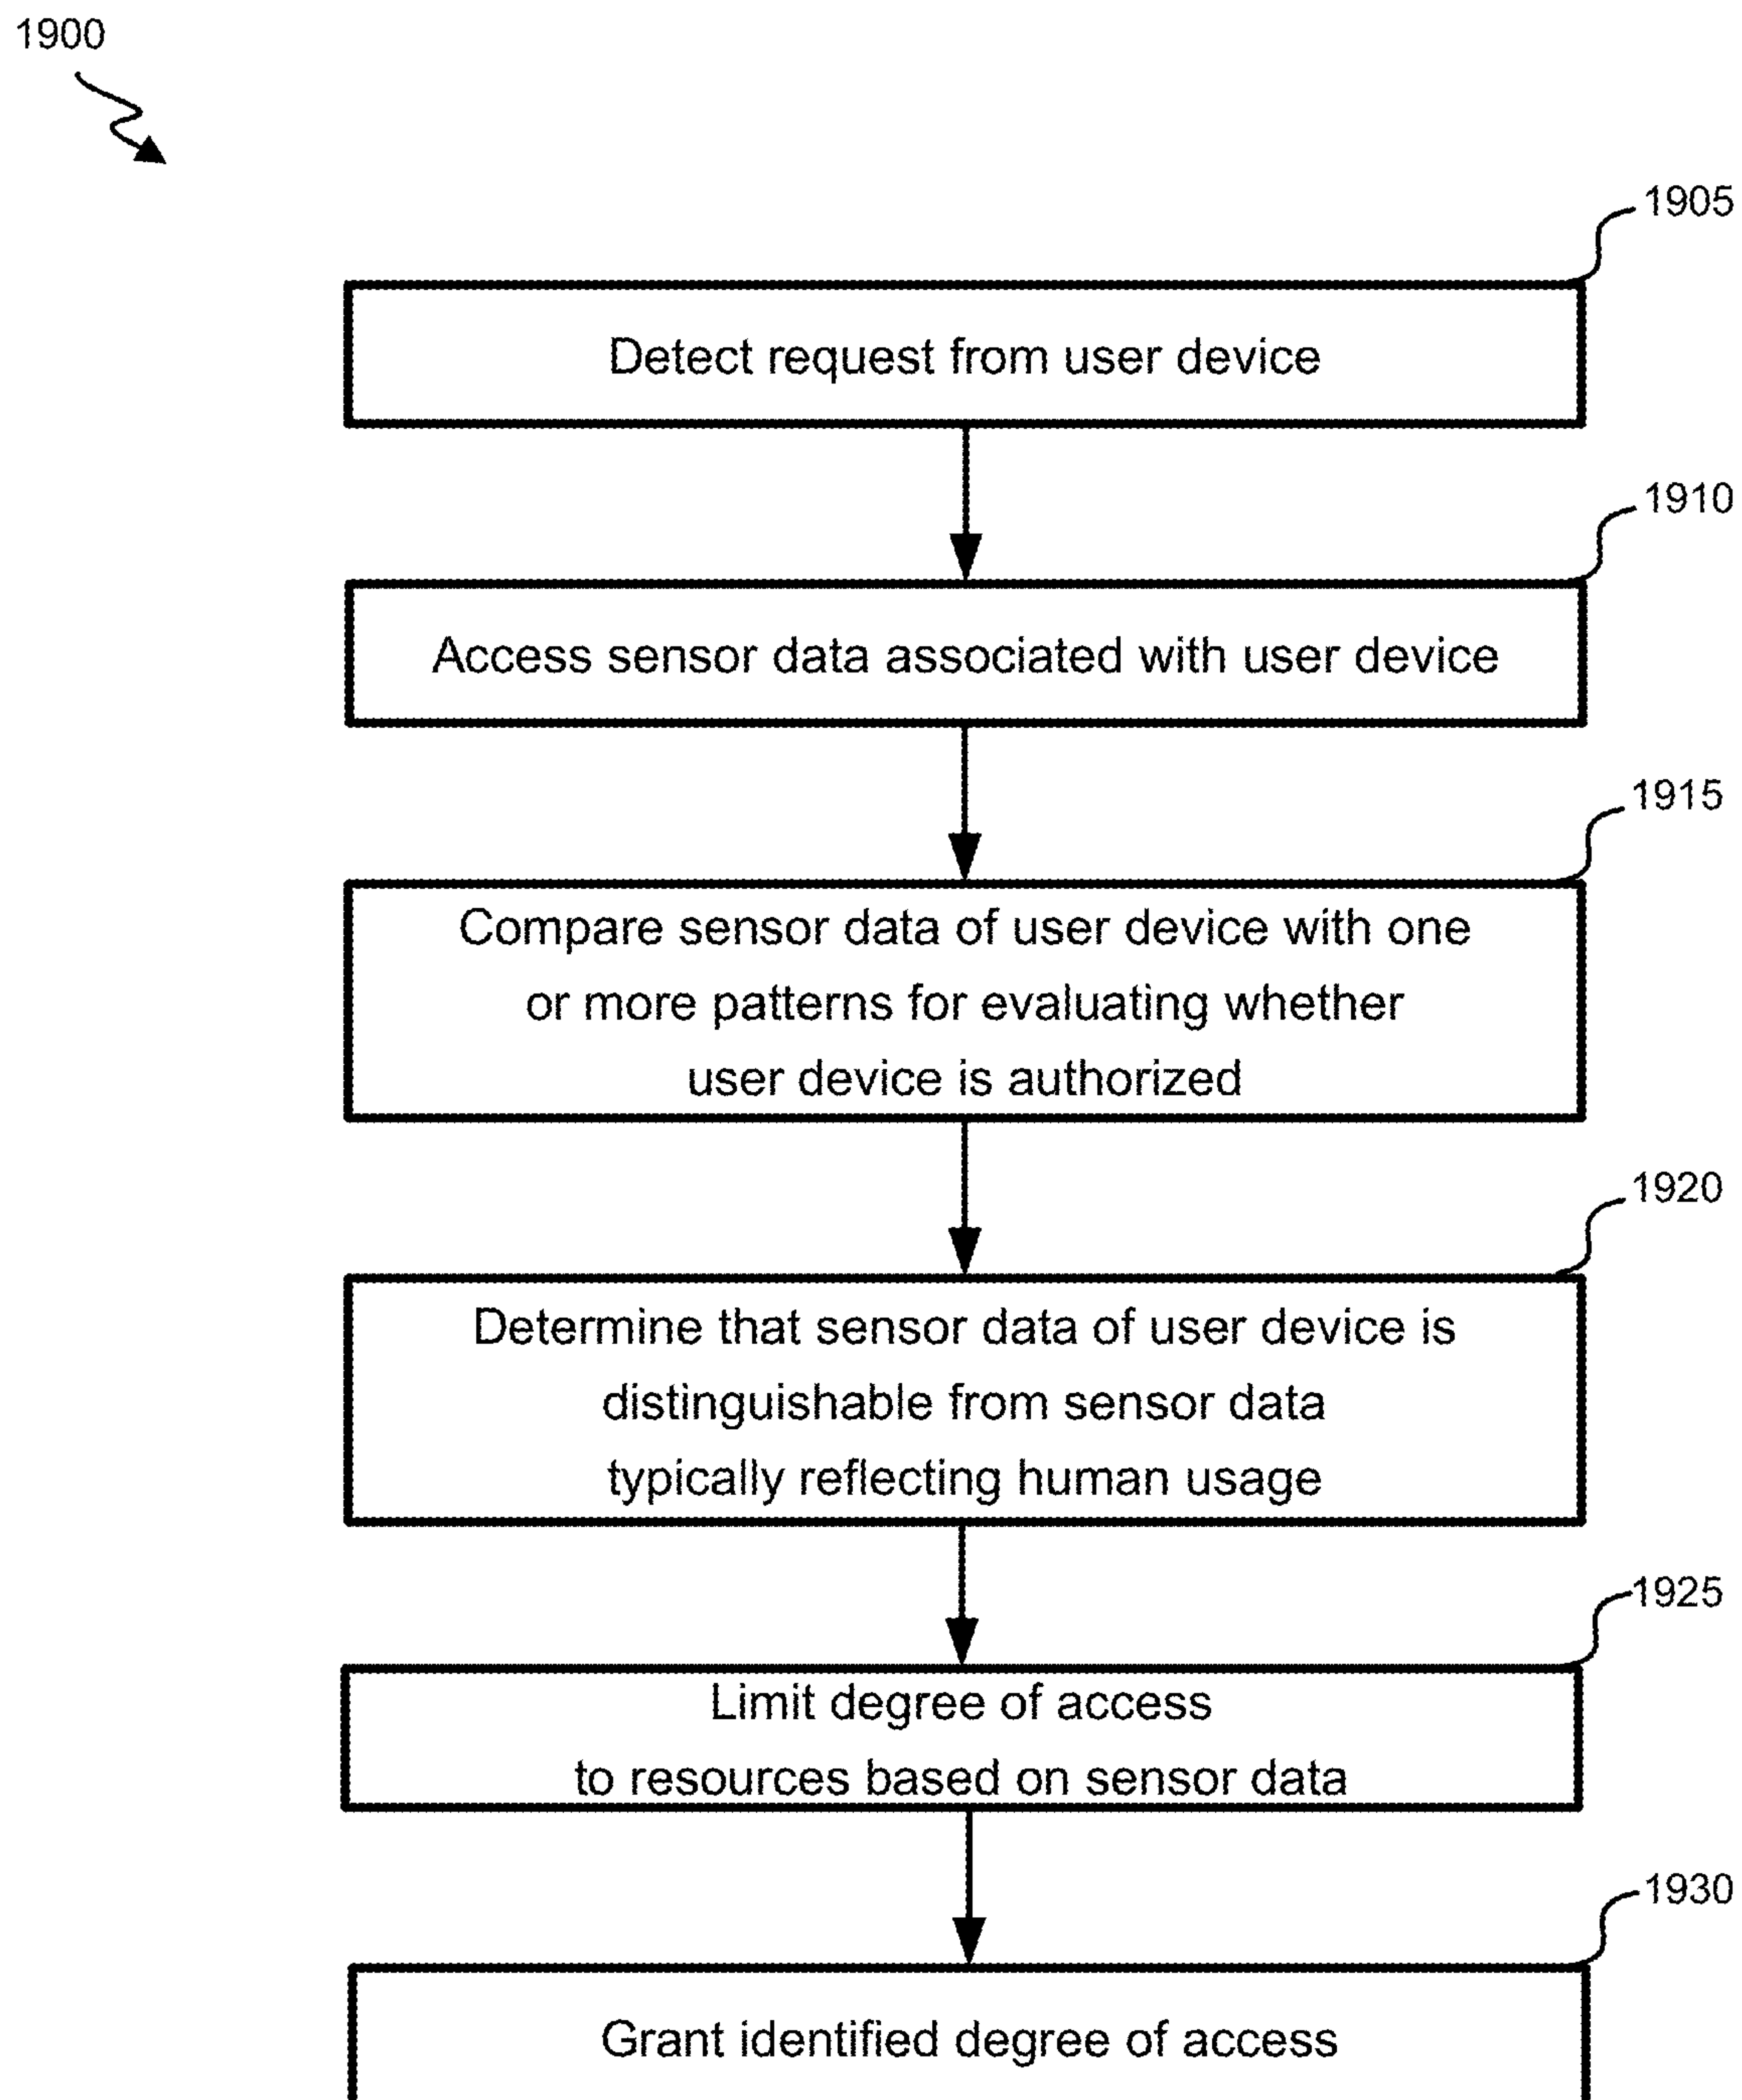 1900
1905
Detect request from user device
1910
Access sensor data associated with user device
1915
Compare sensor data of user device with one
or more patterns for evaluating whether
user device is authorized
1920
Determine that sensor data of user device is
distinguishable from sensor data
typically reflecting human usage
1925
Limit degree of access
to resources based on sensor data
1930
Grant identified degree of access